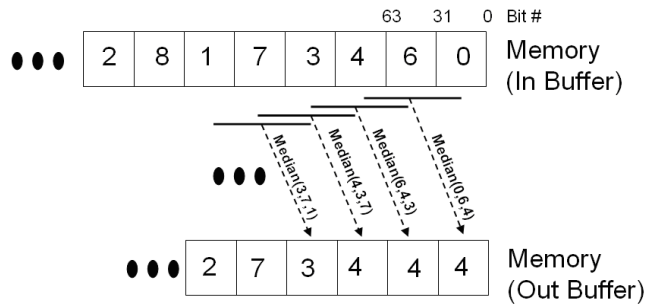 63 31 0 Bit #
2 8 1 7 3 4 6 0 Memory
(In Buffer)
Median(3,7,1) Median(4,3,7) Median(6,4,3) Median(0,6,4)
2 7 3 4 4 4 Memory
(Out Buffer)